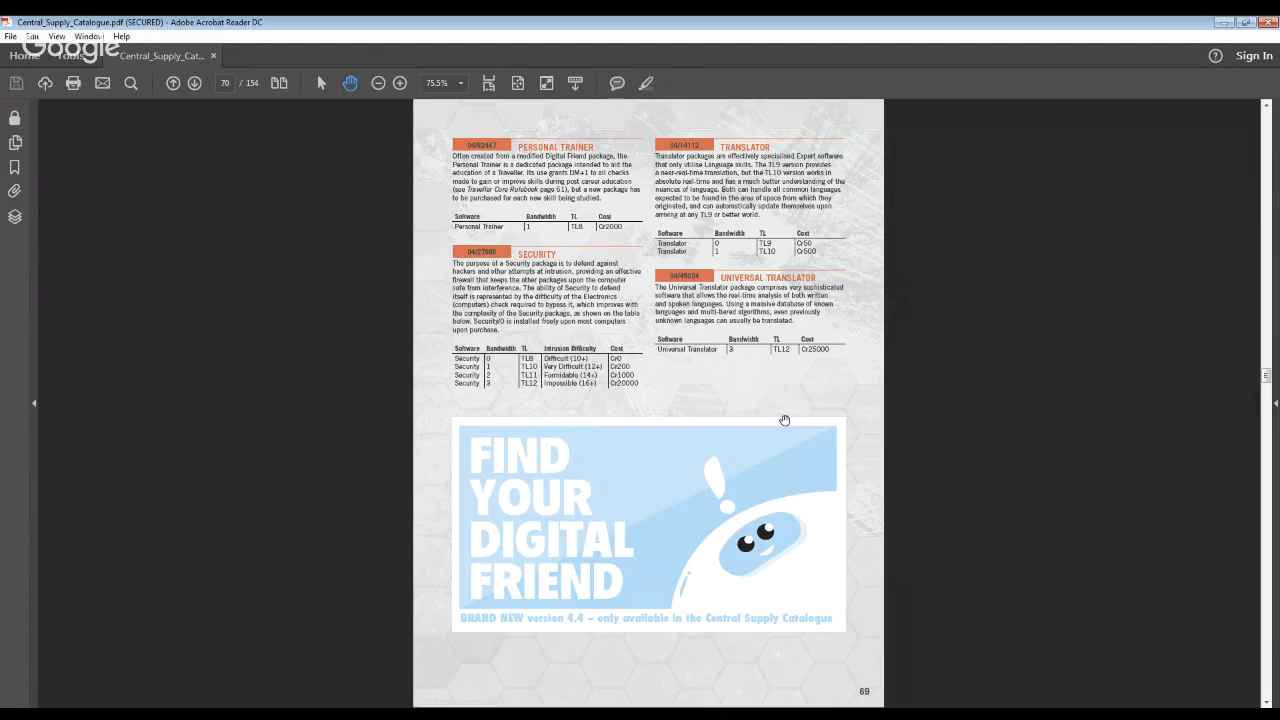 Central_Supply_Catalogue.pdf (SECURED) - Adobe Acrobat Reader DC
File Edit View Window Help
Google
Home Tools Central_Supply_Cat... Sign In
70 / 154 75.5%
04/82447 PERSONAL TRAINER
Often created from a modified Digital Friend package, the
Personal Trainer is a dedicated package intended to aid the
education of a Traveller. Its use grants DM+1 to all checks
made to gain or improve skills during post career education
(see Traveller Core Rulebook page 51), but a new package has
to be purchased for each new skill being studied.
Software Bandwidth TL Cost
Personal Trainer 1 TL8 Cr2000
SECURITY
The purpose of a Security package is to defend against
hackers and other attempts at intrusion, providing an effective
firewall that keeps the other packages upon the computer
safe from interference. The ability of Security to defend
itself is represented by the difficulty of the Electronics
(computers) check required to bypass it, which improves with
the complexity of the Security package, as shown on the table
below. Security/0 is installed freely upon most computers
upon purchase.
Software Bandwidth TL Intrusion Difficulty Cost
Security 0 TL8 Difficult (10+) Cr0
Security 1 TL10 Very Difficult (12+) Cr200
Security 2 TL11 Formidable (14+) Cr1000
Security 3 TL12 Impossible (16+) Cr20000
04/14112 TRANSLATOR
Translator packages are effectively specialised Expert software
that only utilise Language skills. The TL9 version provides
a near-real-time translation, but the TL10 version works in
absolute real-time and has a much better understanding of the
nuances of language. Both can handle all common languages
expected to be found in the area of space from which they
originated, and can automatically update themselves upon
arriving at any TL9 or better world.
Software Bandwidth TL Cost
Translator 0 TL9 Cr50
Translator 1 TL10 Cr500
04/45024 UNIVERSAL TRANSLATOR
The Universal Translator package comprises very sophisticated
software that allows the real-time analysis of both written
and spoken languages. Using a massive database of known
languages and multi-tiered algorithms, even previously
unknown languages can usually be translated.
Software Bandwidth TL Cost
Universal Translator 3 TL12 Cr25000
FIND
YOUR
DIGITAL
FRIEND
BRAND NEW version 4.4 – only available in the Central Supply Catalogue
69